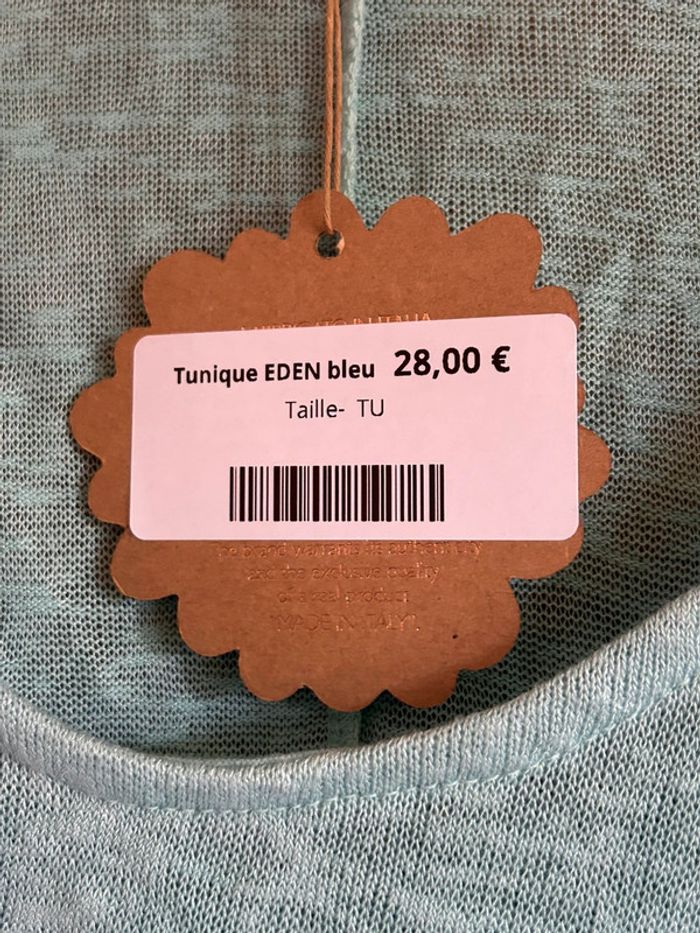 Tunique EDEN bleu 28,00 €
Taille- TU
The brand warrants its authenticity
and the exclusive quality
of a real product
"MADE IN ITALY".